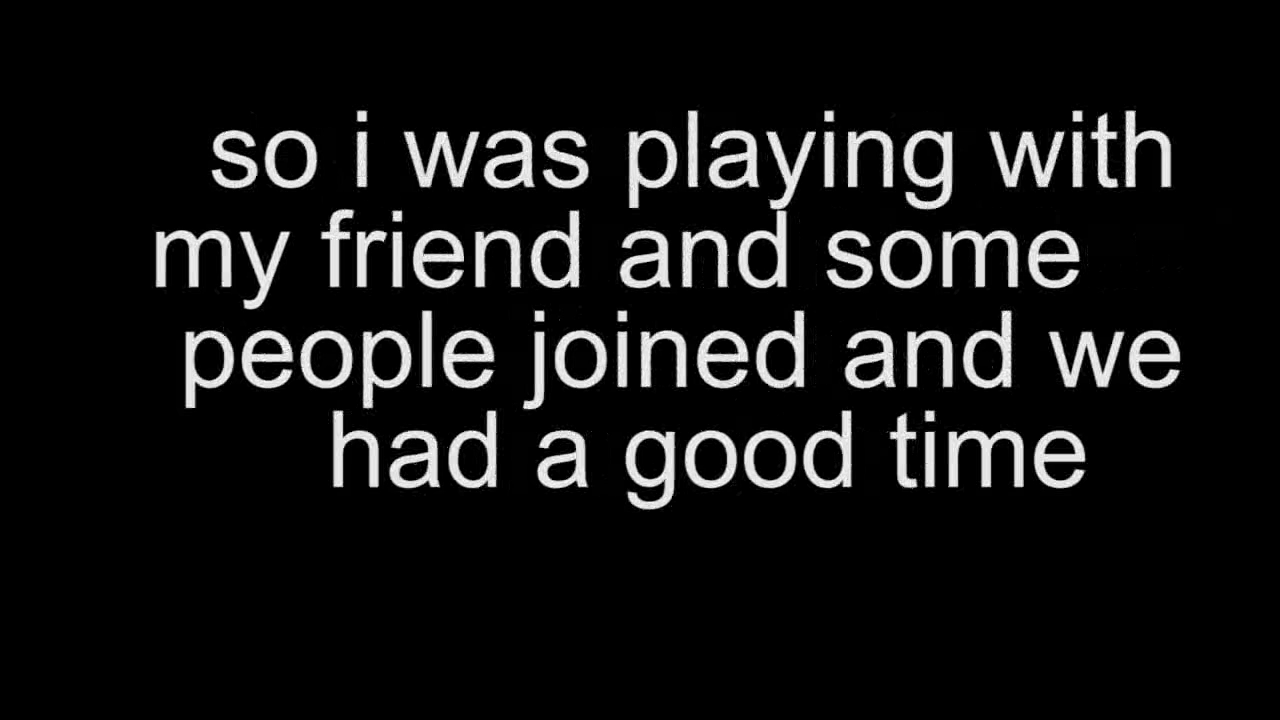 so i was playing with
my friend and some
people joined and we
had a good time